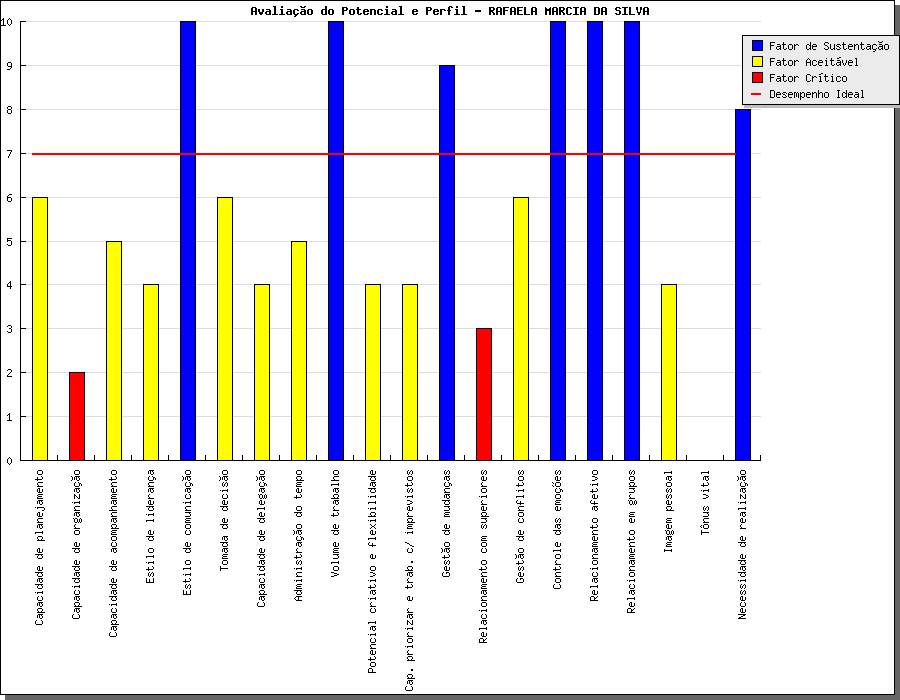 Avaliação do Potencial e Perfil - RAFAELA MARCIA DA SILVA
10
9
8
7
6
5
4
3
2
1
0
Fator de Sustentação
Fator Aceitável
Fator Crítico
Desempenho Ideal
Capacidade de planejamento
Capacidade de organização
Capacidade de acompanhamento
Estilo de liderança
Estilo de comunicação
Tomada de decisão
Capacidade de delegação
Administração do tempo
Volume de trabalho
Potencial criativo e flexibilidade
Cap. priorizar e trab. c/ imprevistos
Gestão de mudanças
Relacionamento com superiores
Gestão de conflitos
Controle das emoções
Relacionamento afetivo
Relacionamento em grupos
Imagem pessoal
Tônus vital
Necessidade de realização